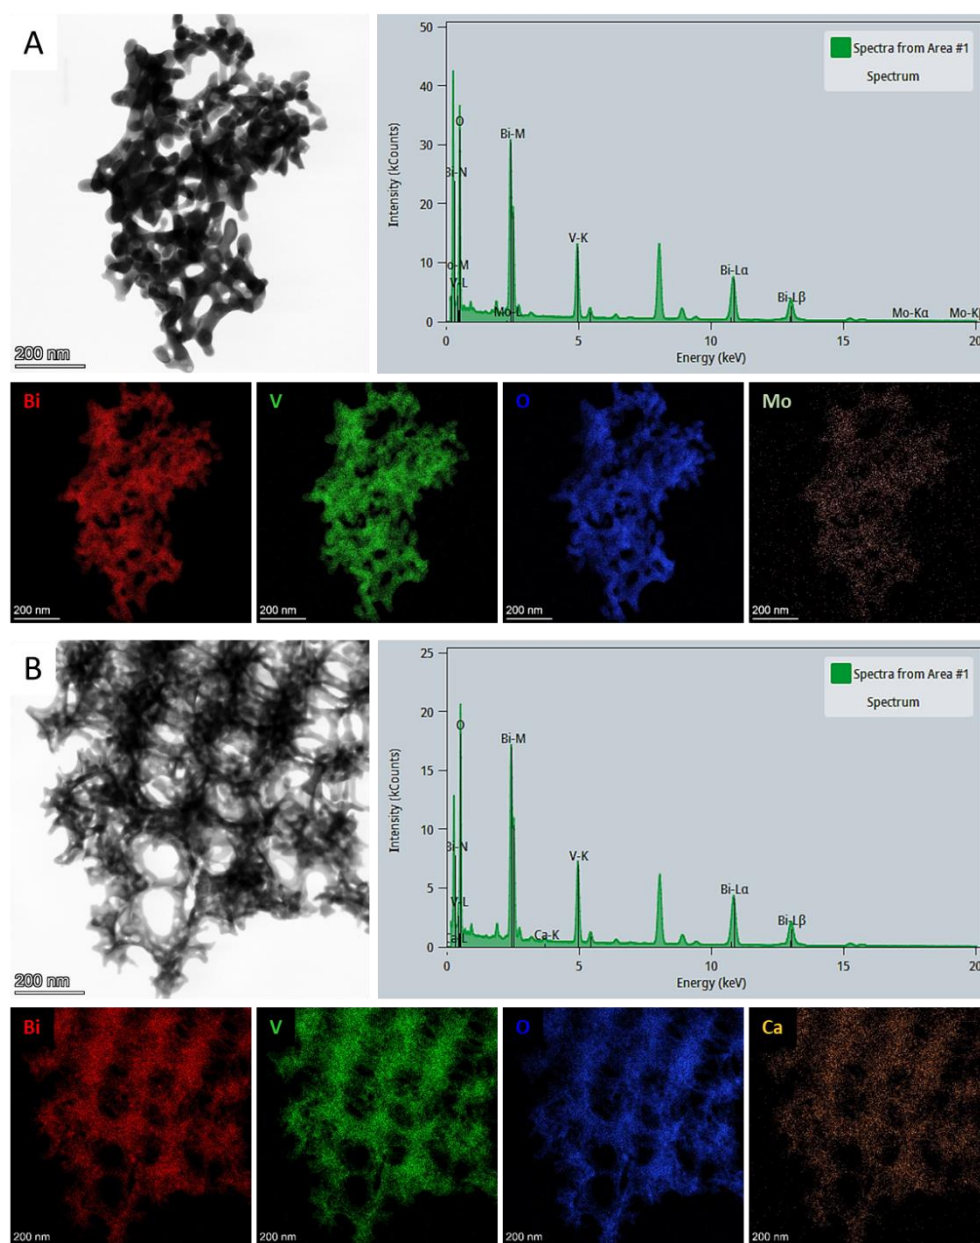 A
200 nm
50
40
30
20
10
0
Intensity (kCounts)
Spectra from Area #1
Spectrum
O
Bi-M
Bi-N
V-L
Mo-L
V-K
Bi-Lα
Bi-Lβ
Mo-Kα
0
5
10
15
20
Energy (keV)
Bi
200 nm
V
200 nm
O
200 nm
Mo
200 nm
B
200 nm
25
20
15
10
5
0
Intensity (kCounts)
Spectra from Area #1
Spectrum
O
Bi-M
Bi-N
V-L
Ca-K
V-K
Bi-Lα
Bi-Lβ
0
5
10
15
20
Energy (keV)
Bi
200 nm
V
200 nm
O
200 nm
Ca
200 nm